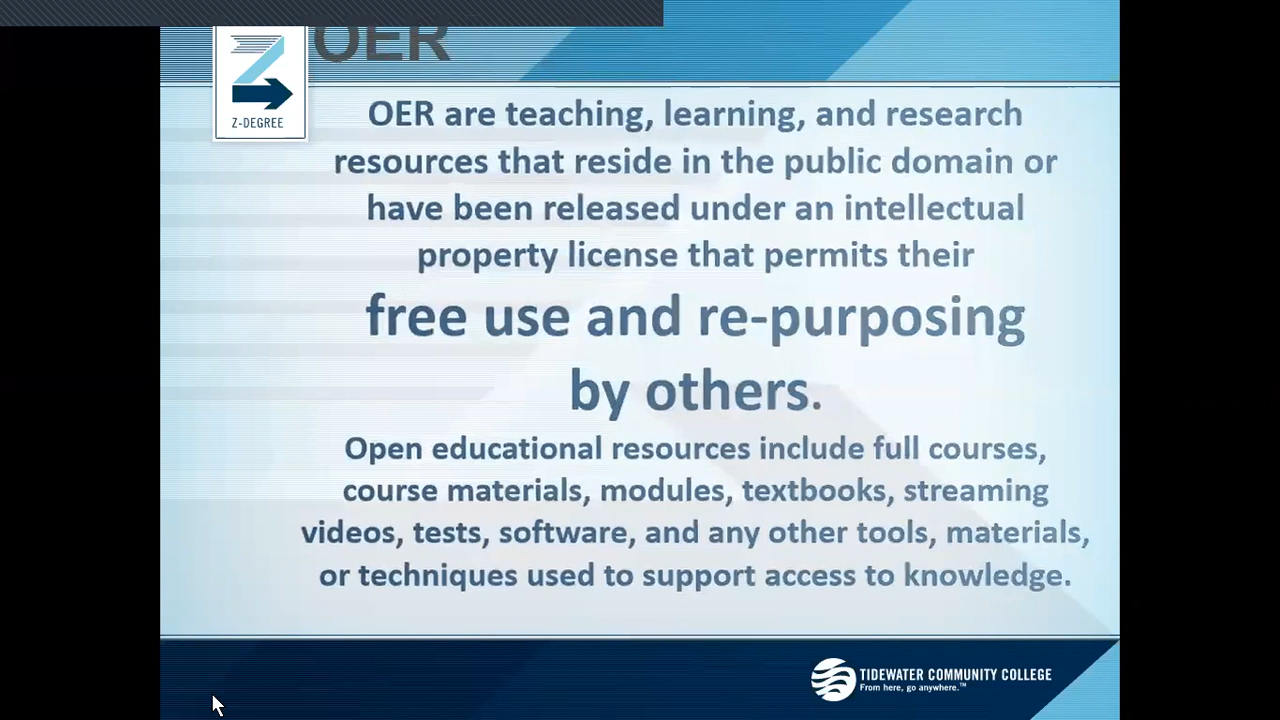 OER
Z-DEGREE
OER are teaching, learning, and research
resources that reside in the public domain or
have been released under an intellectual
property license that permits their
free use and re-purposing
by others.
Open educational resources include full courses,
course materials, modules, textbooks, streaming
videos, tests, software, and any other tools, materials,
or techniques used to support access to knowledge.
TIDEWATER COMMUNITY COLLEGE
From here, go anywhere.™